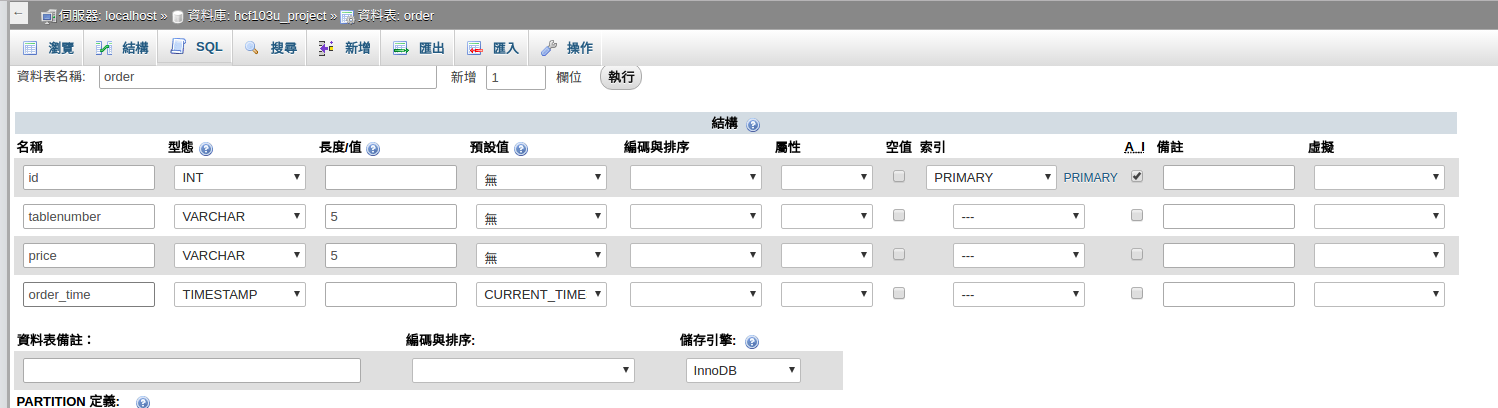 ← 伺服器: localhost » 資料庫: hcf103u_project » 資料表: order
瀏覽 結構 SQL 搜尋 新增 匯出 匯入 操作
資料表名稱: order 新增 1 欄位 執行
結構
名稱 型態 長度/值 預設值 編碼與排序 屬性 空值 索引 A_I 備註 虛擬
id INT 無 PRIMARY PRIMARY
tablenumber VARCHAR 5 無 ---
price VARCHAR 5 無 ---
order_time TIMESTAMP CURRENT_TIME ---
資料表備註： 編碼與排序: 儲存引擎:
InnoDB
PARTITION 定義: